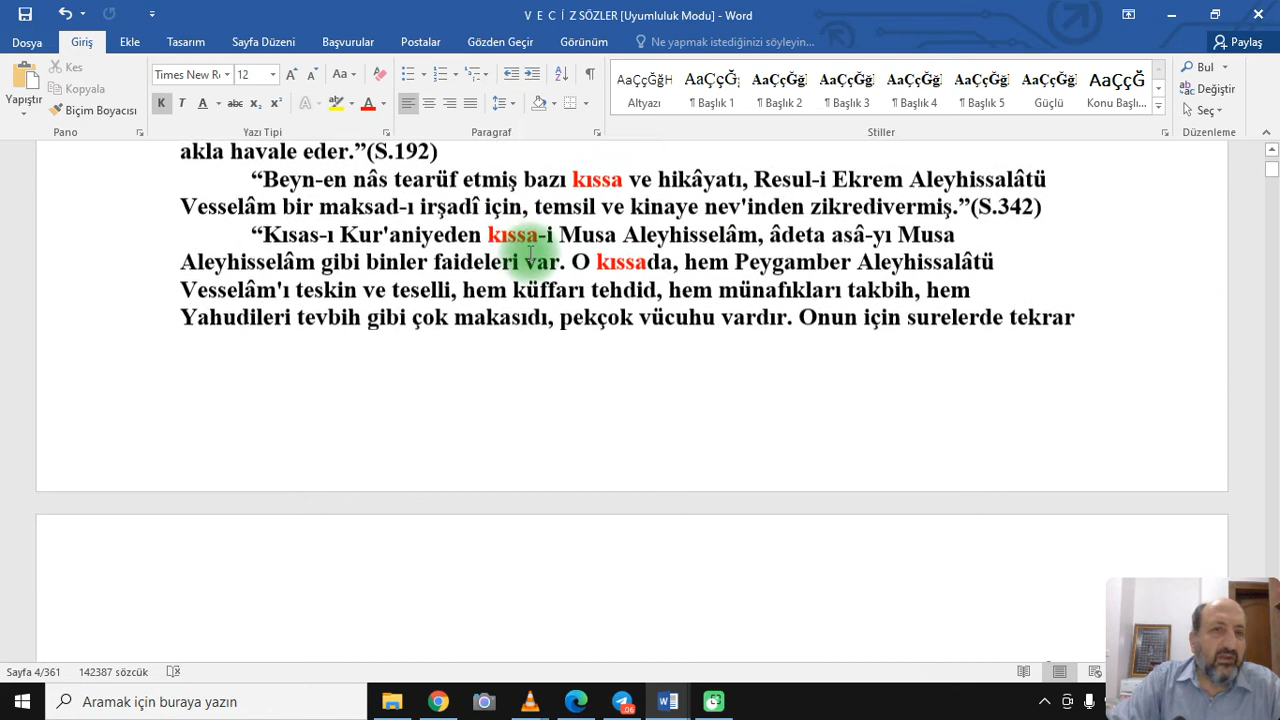 V E C İ Z SÖZLER [Uyumluluk Modu] - Word
Dosya Giriş Ekle Tasarım Sayfa Düzeni Başvurular Postalar Gözden Geçir Görünüm Ne yapmak istediğinizi söyleyin... Paylaş
Yapıştır
Kes
Kopyala
Biçim Boyacısı
Pano
Times New Ro 12
K T A abc x₂ x² A A
Yazı Tipi
Paragraf
AaÇçĞğH AaÇçĞ AaÇçĞğ AaÇçĞğ AaÇçĞğ AaÇçĞğ AaÇçĞğ AaÇçĞ
Altyazı ¶ Başlık 1 ¶ Başlık 2 ¶ Başlık 3 ¶ Başlık 4 ¶ Başlık 5 Güçlü Konu Başlı...
Stiller
Bul
Değiştir
Seç
Düzenleme
akla havale eder.”(S.192)
“Beyn-en nâs tearüf etmiş bazı kıssa ve hikâyatı, Resul-i Ekrem Aleyhissalâtü
Vesselâm bir maksad-ı irşadî için, temsil ve kinaye nev'inden zikredivermiş.”(S.342)
“Kısas-ı Kur'aniyeden kıssa-i Musa Aleyhisselâm, âdeta asâ-yı Musa
Aleyhisselâm gibi binler faideleri var. O kıssada, hem Peygamber Aleyhissalâtü
Vesselâm'ı teskin ve teselli, hem küffarı tehdid, hem münafıkları takbih, hem
Yahudileri tevbih gibi çok makasıdı, pekçok vücuhu vardır. Onun için surelerde tekrar
Sayfa 4/361 142387 sözcük
Aramak için buraya yazın